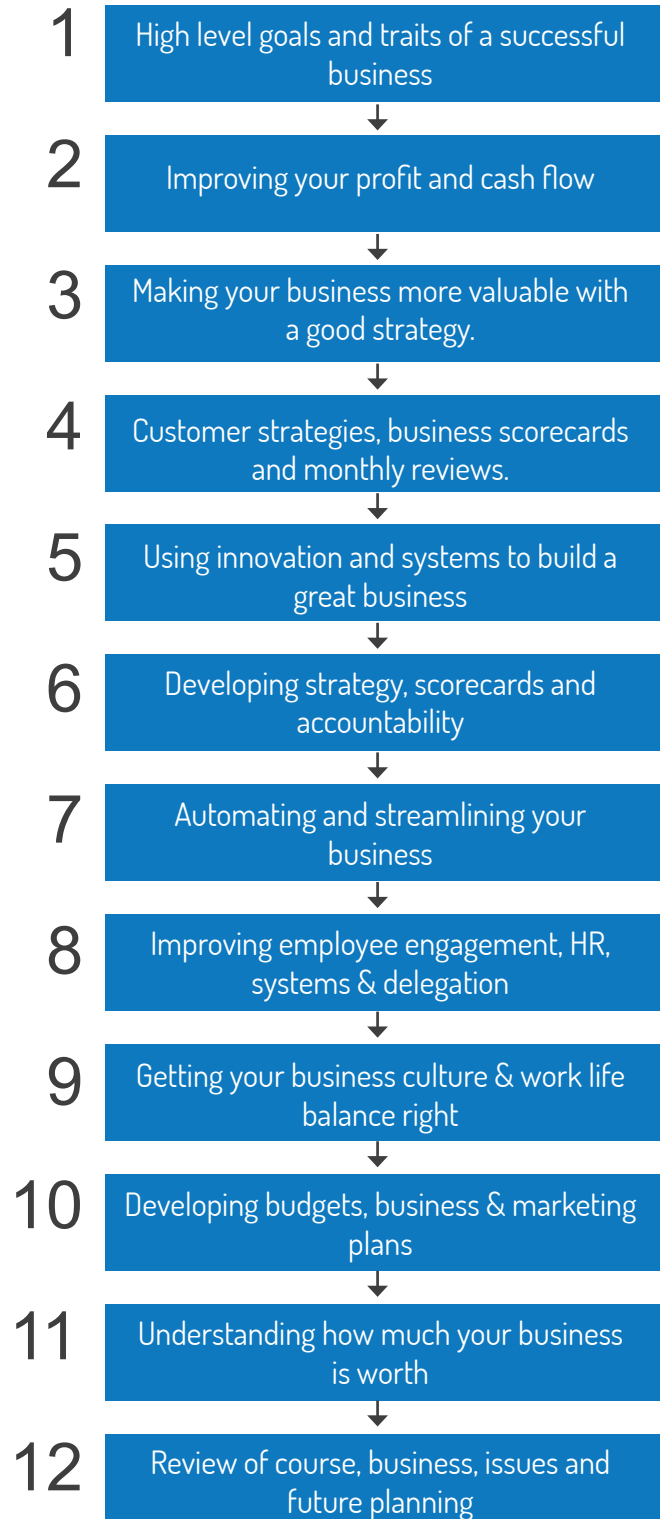 1
High level goals and traits of a successful
business
2
Improving your profit and cash flow
3
Making your business more valuable with
a good strategy.
4
Customer strategies, business scorecards
and monthly reviews.
5
Using innovation and systems to build a
great business
6
Developing strategy, scorecards and
accountability
7
Automating and streamlining your
business
8
Improving employee engagement, HR,
systems & delegation
9
Getting your business culture & work life
balance right
10
Developing budgets, business & marketing
plans
11
Understanding how much your business
is worth
12
Review of course, business, issues and
future planning